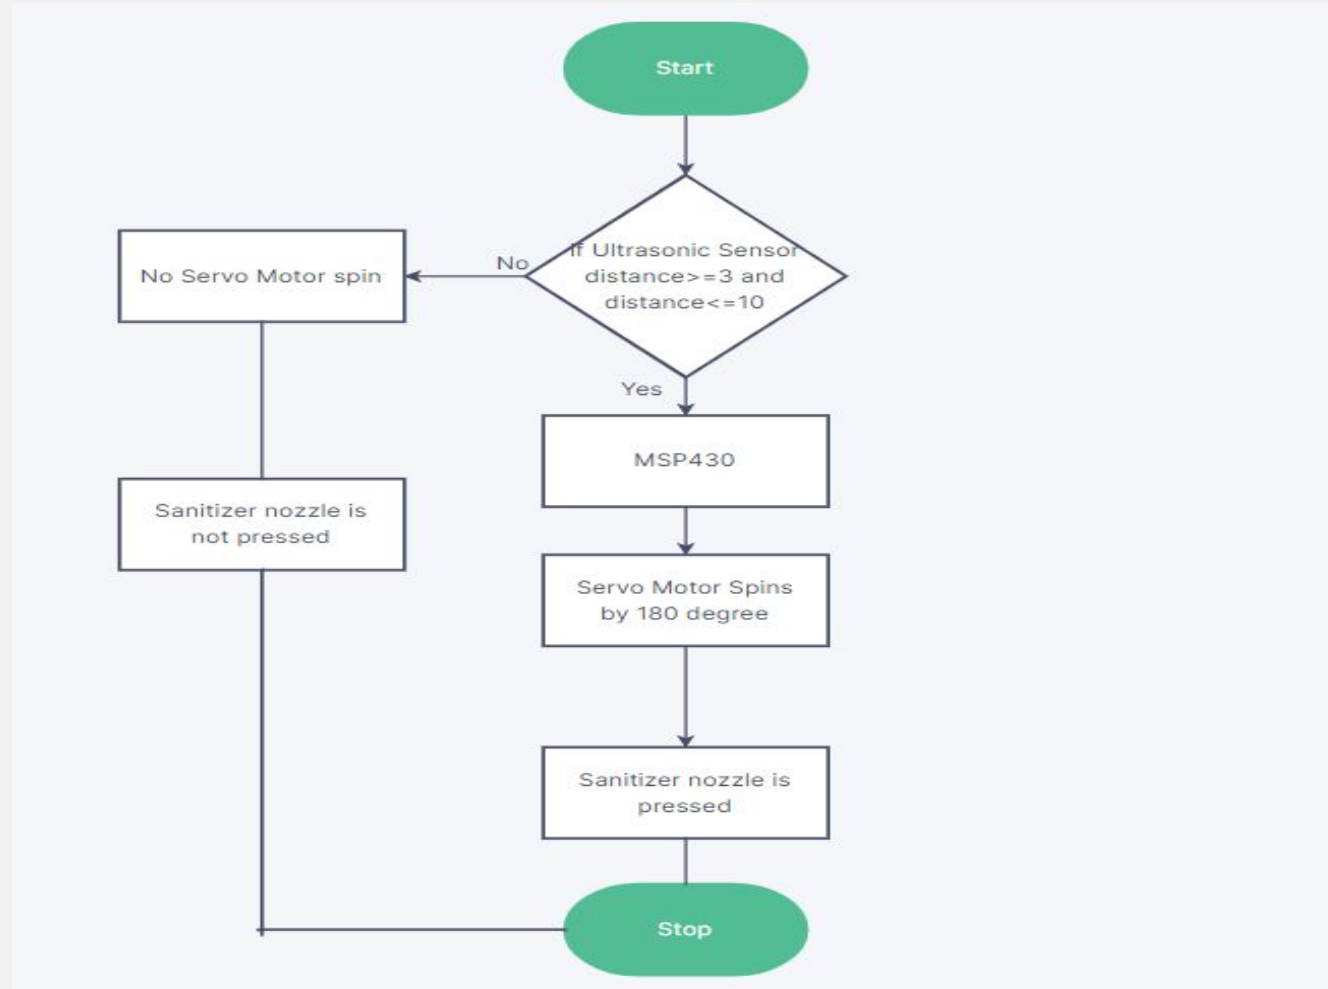 Start
If Ultrasonic Sensor
distance>=3 and
distance<=10
No
No Servo Motor spin
Yes
MSP430
Sanitizer nozzle is
not pressed
Servo Motor Spins
by 180 degree
Sanitizer nozzle is
pressed
Stop